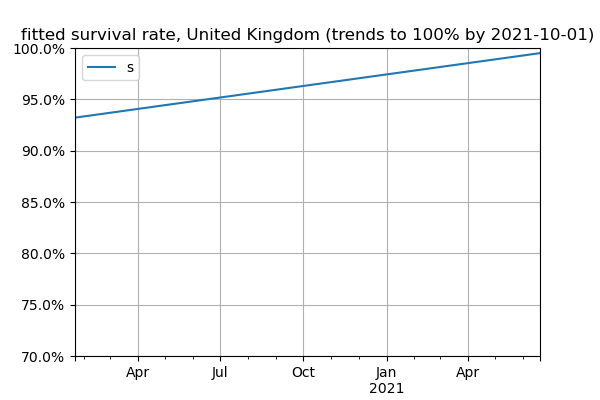 fitted survival rate, United Kingdom (trends to 100% by 2021-10-01)
100.0%
s
95.0%
90.0%
85.0%
80.0%
75.0%
70.0%
Apr Jul Oct Jan Apr
2021